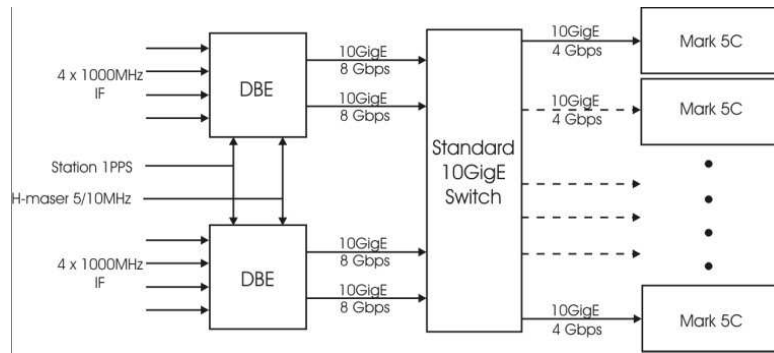 4 x 1000MHz
IF
DBE
10GigE
8 Gbps
10GigE
8 Gbps
Station 1PPS
H-maser 5/10MHz
4 x 1000MHz
IF
DBE
10GigE
8 Gbps
10GigE
8 Gbps
Standard
10GigE
Switch
10GigE
4 Gbps
Mark 5C
10GigE
4 Gbps
Mark 5C
10GigE
4 Gbps
Mark 5C